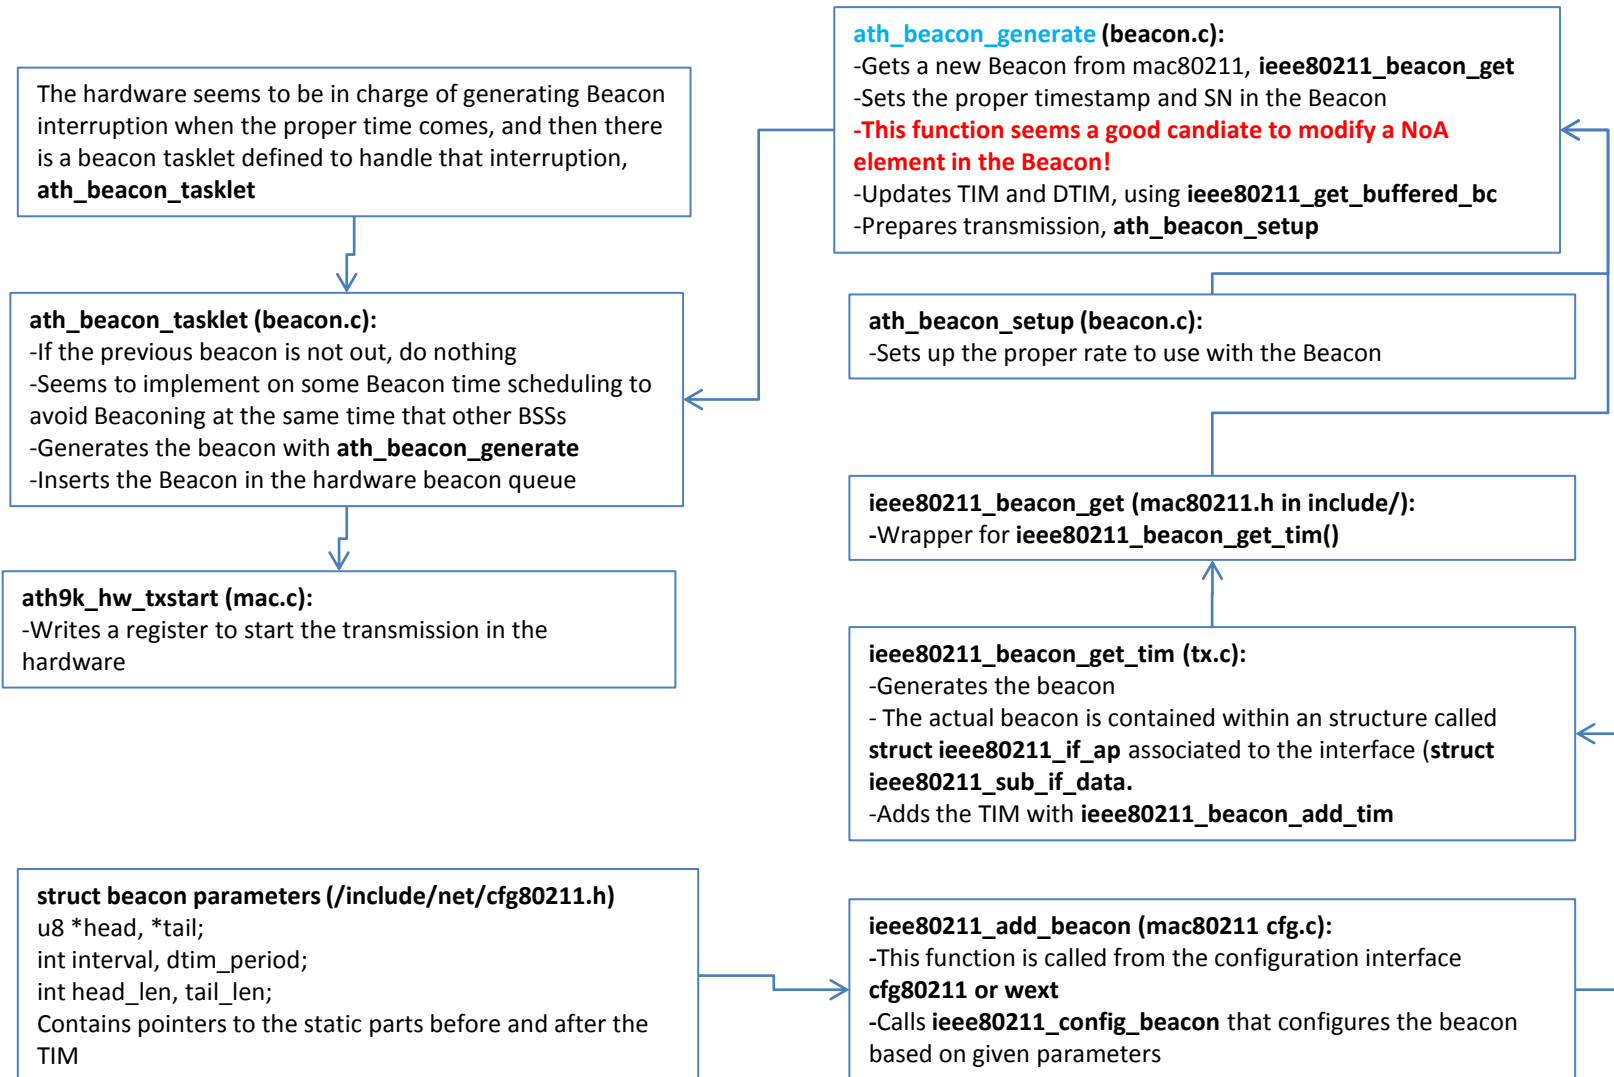 The hardware seems to be in charge of generating Beacon
interruption when the proper time comes, and then there
is a beacon tasklet defined to handle that interruption,
ath_beacon_tasklet
ath_beacon_tasklet (beacon.c):
-If the previous beacon is not out, do nothing
-Seems to implement on some Beacon time scheduling to
avoid Beaconing at the same time that other BSSs
-Generates the beacon with ath_beacon_generate
-Inserts the Beacon in the hardware beacon queue
ath9k_hw_txstart (mac.c):
-Writes a register to start the transmission in the
hardware
ath_beacon_generate (beacon.c):
-Gets a new Beacon from mac80211, ieee80211_beacon_get
-Sets the proper timestamp and SN in the Beacon
-This function seems a good candiate to modify a NoA
element in the Beacon!
-Updates TIM and DTIM, using ieee80211_get_buffered_bc
-Prepares transmission, ath_beacon_setup
ath_beacon_setup (beacon.c):
-Sets up the proper rate to use with the Beacon
ieee80211_beacon_get (mac80211.h in include/):
-Wrapper for ieee80211_beacon_get_tim()
ieee80211_beacon_get_tim (tx.c):
-Generates the beacon
- The actual beacon is contained within an structure called
struct ieee80211_if_ap associated to the interface (struct
ieee80211_sub_if_data.
-Adds the TIM with ieee80211_beacon_add_tim
struct beacon parameters (/include/net/cfg80211.h)
u8 *head, *tail;
int interval, dtim_period;
int head_len, tail_len;
Contains pointers to the static parts before and after the
TIM
ieee80211_add_beacon (mac80211 cfg.c):
-This function is called from the configuration interface
cfg80211 or wext
-Calls ieee80211_config_beacon that configures the beacon
based on given parameters